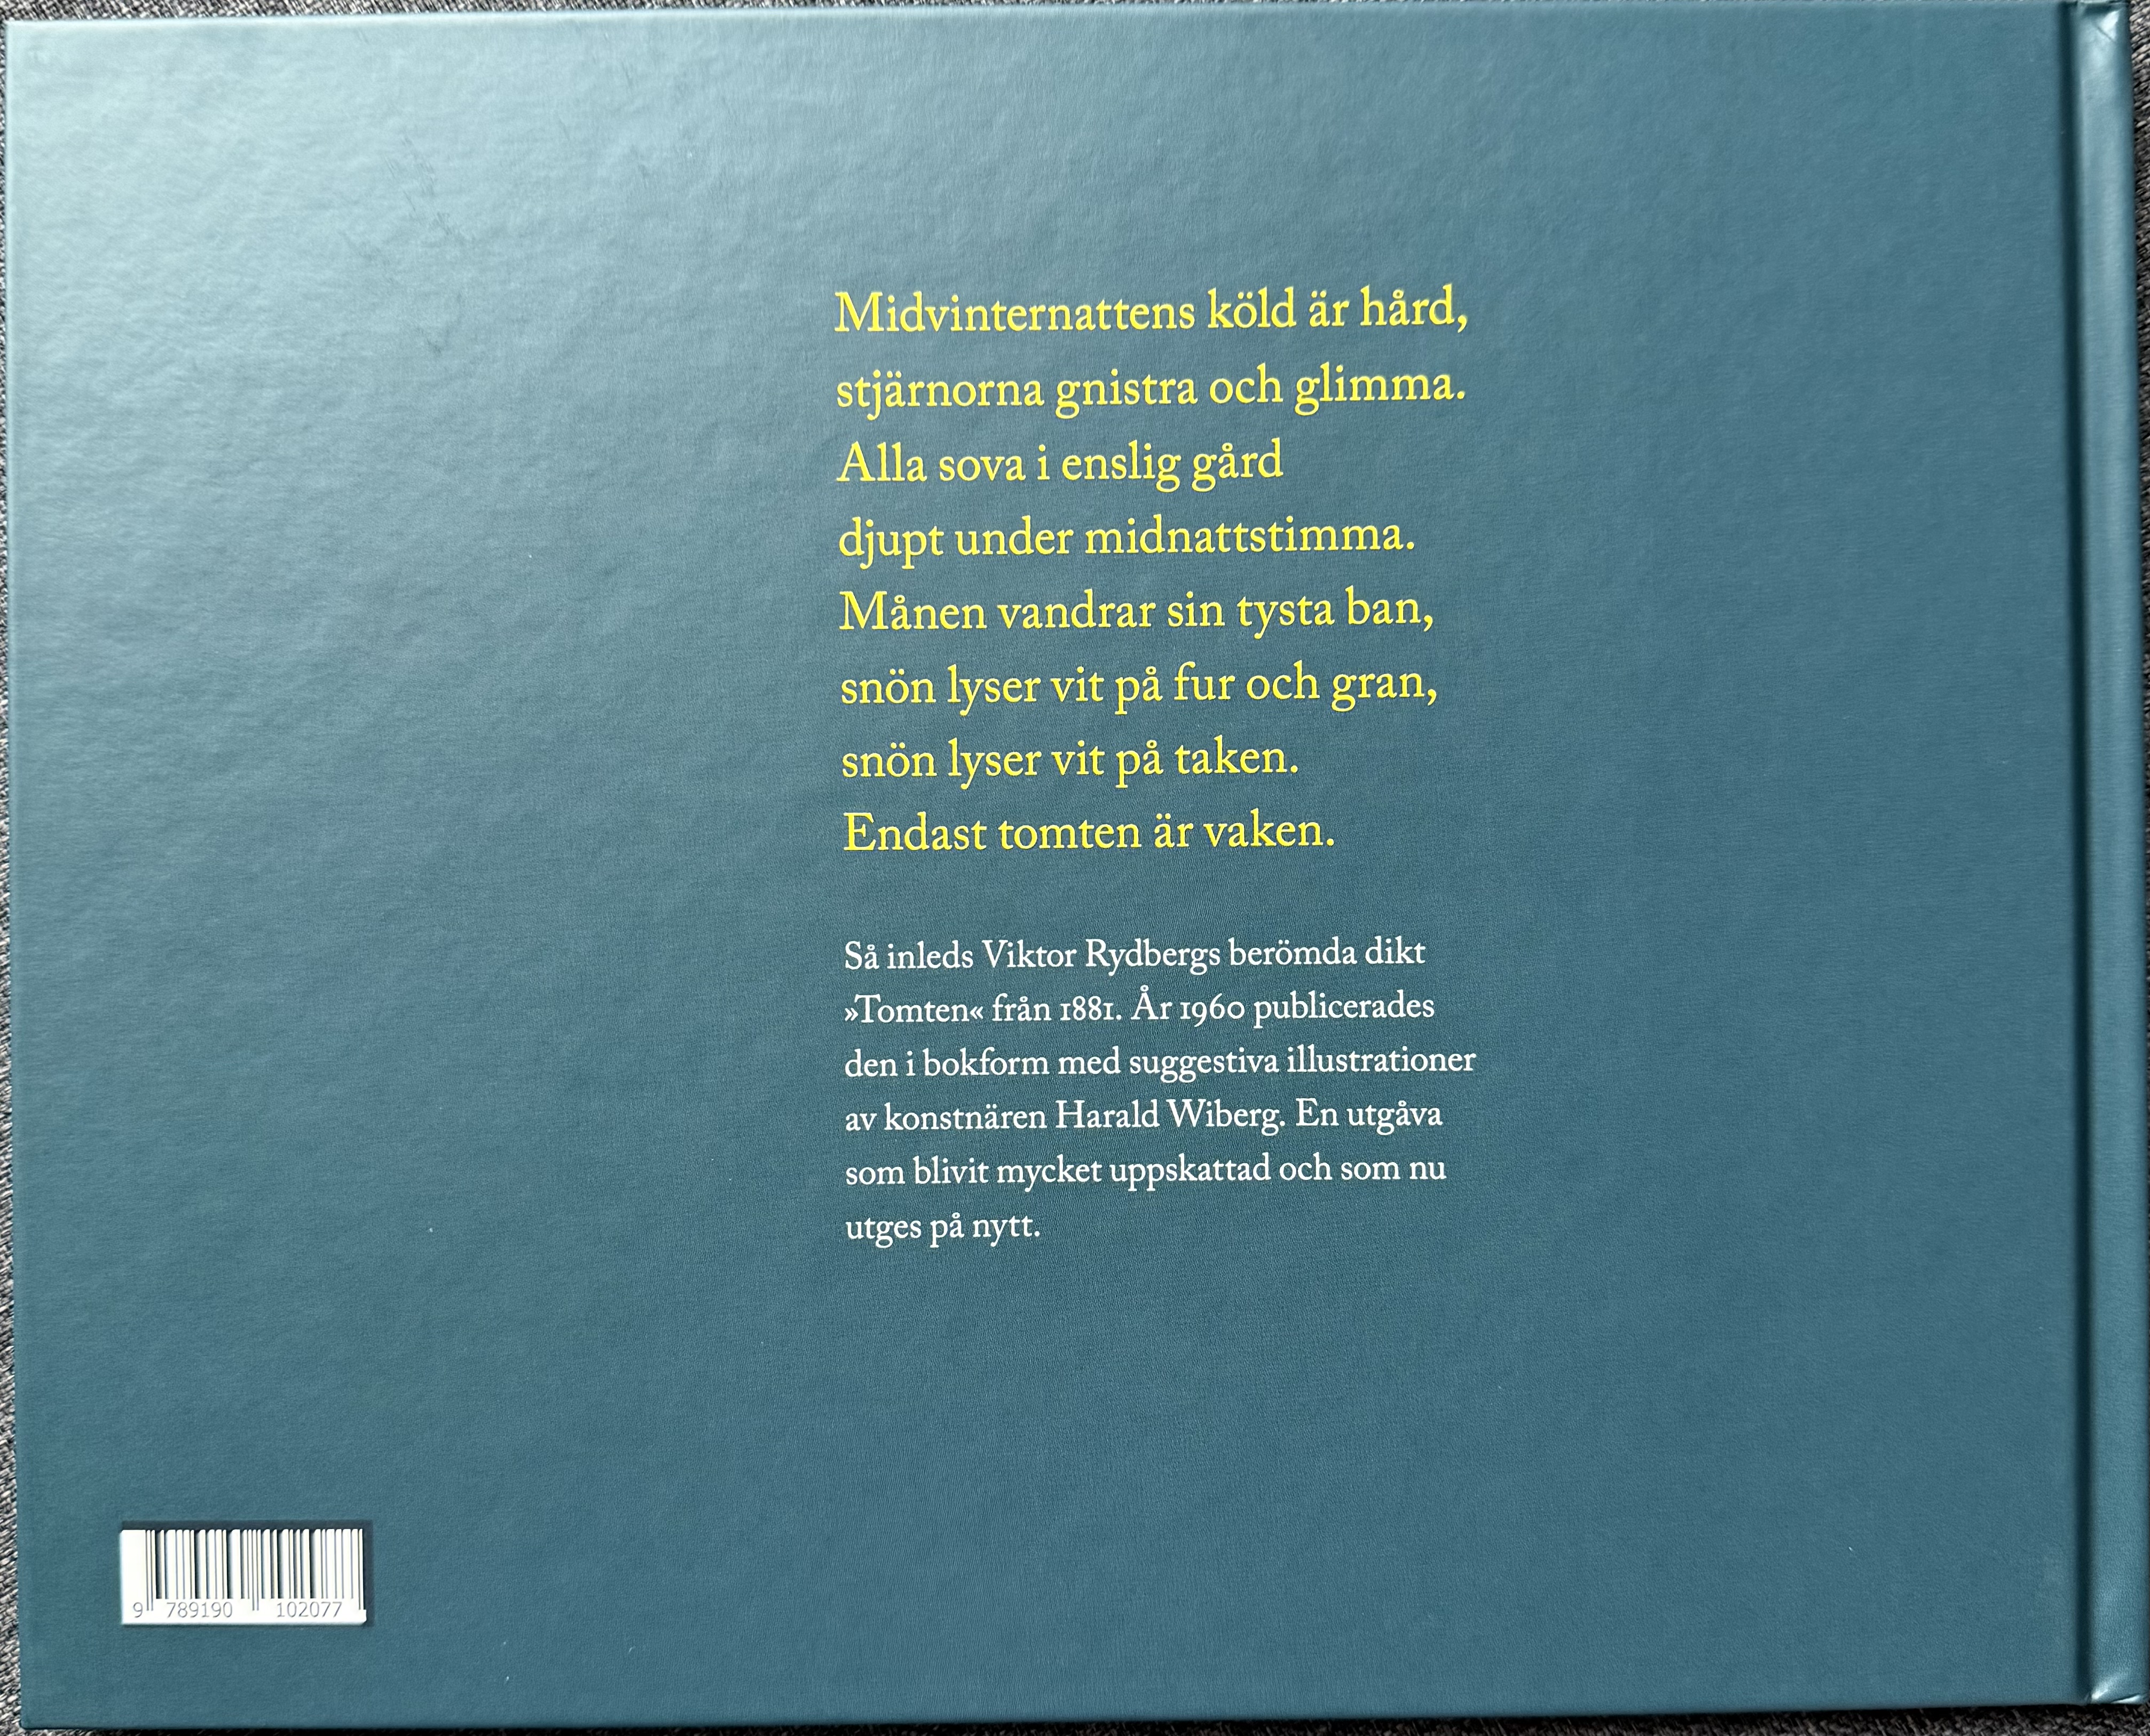 Midvinternattens köld är hård,
stjärnorna gnistra och glimma.
Alla sova i enslig gård
djupt under midnattstimma.
Månen vandrar sin tysta ban,
snön lyser vit på fur och gran,
snön lyser vit på taken.
Endast tomten är vaken.
Så inleds Viktor Rydbergs berömda dikt
»Tomten« från 1881. År 1960 publicerades
den i bokform med suggestiva illustrationer
av konstnären Harald Wiberg. En utgåva
som blivit mycket uppskattad och som nu
utges på nytt.
9 789190 102077